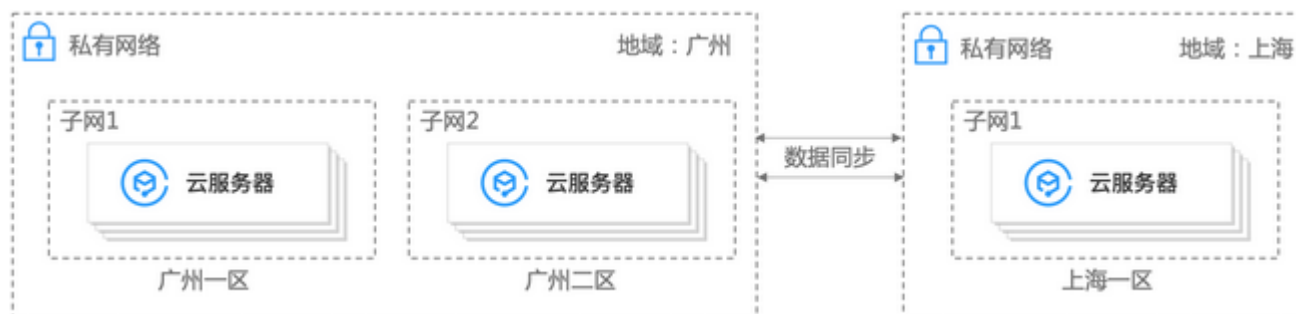 私有网络
地域：广州
子网1
云服务器
广州一区
子网2
云服务器
广州二区
数据同步
私有网络
地域：上海
子网1
云服务器
上海一区